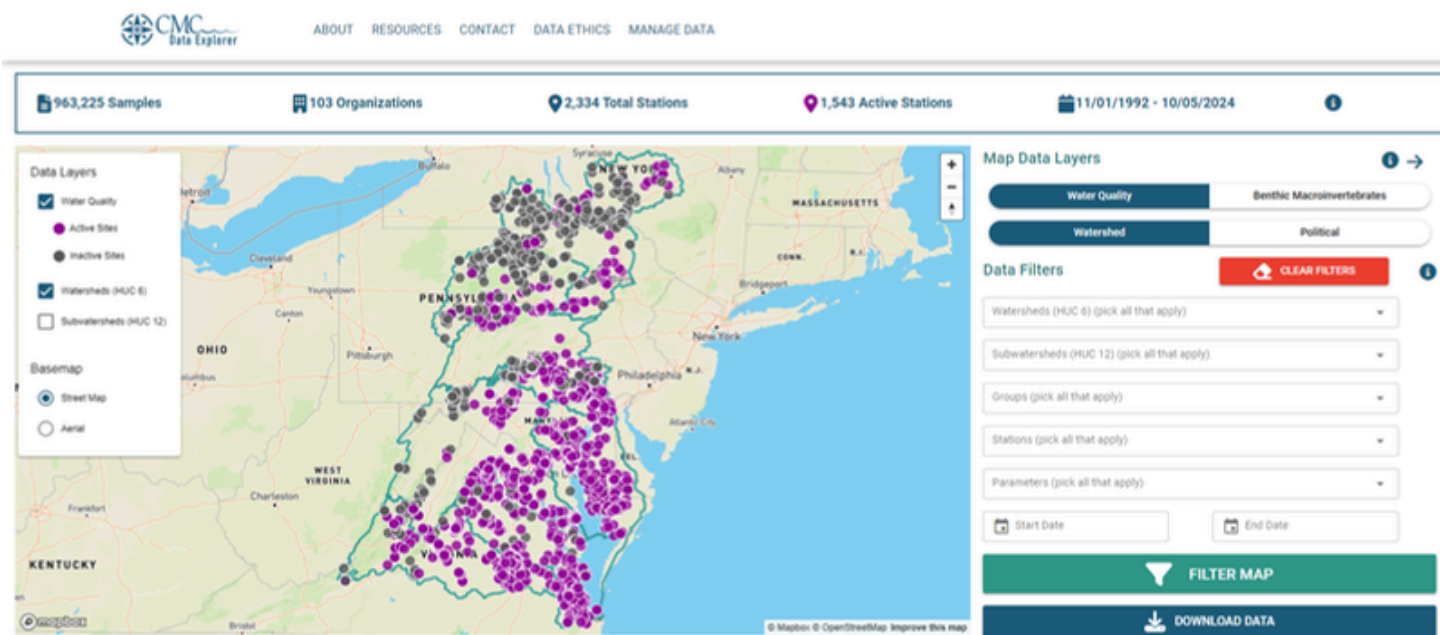 CMC
Data Explorer
ABOUT RESOURCES CONTACT DATA ETHICS MANAGE DATA
963,225 Samples 103 Organizations 2,334 Total Stations 1,543 Active Stations 11/01/1992 - 10/05/2024
Data Layers
Water Quality
Active Sites
Inactive Sites
Watersheds (HUC 6)
Subwatersheds (HUC 12)
Basemap
Street Map
Aerial
Syracuse
Buffalo
Albany
MASSACHUSETTS
CONN.
R.I.
Cleveland
Bridgeport
Youngstown
Canton
OHIO
Pittsburgh
New York
Philadelphia
N.J.
Atlantic City
DEL.
WEST
VIRGINIA
Charleston
Frankfort
KENTUCKY
Bristol
mapbox
© Mapbox © OpenStreetMap Improve this map
Map Data Layers
Water Quality Benthic Macroinvertebrates
Watershed Political
Data Filters CLEAR FILTERS
Watersheds (HUC 6) (pick all that apply)
Subwatersheds (HUC 12) (pick all that apply)
Groups (pick all that apply)
Stations (pick all that apply)
Parameters (pick all that apply)
Start Date End Date
FILTER MAP
DOWNLOAD DATA